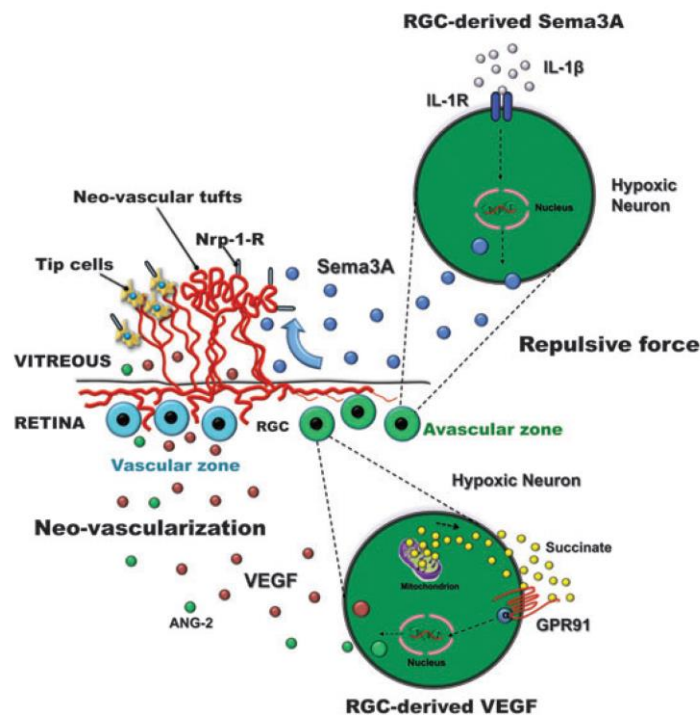 RGC-derived Sema3A
IL-1β
IL-1R
Hypoxic
Neuron
Nucleus
Neo-vascular tufts
Nrp-1-R
Tip cells
Sema3A
Repulsive force
VITREOUS
RETINA
RGC
Avascular zone
Vascular zone
Hypoxic Neuron
Neo-vascularization
Succinate
Mitochondrion
VEGF
GPR91
ANG-2
Nucleus
RGC-derived VEGF